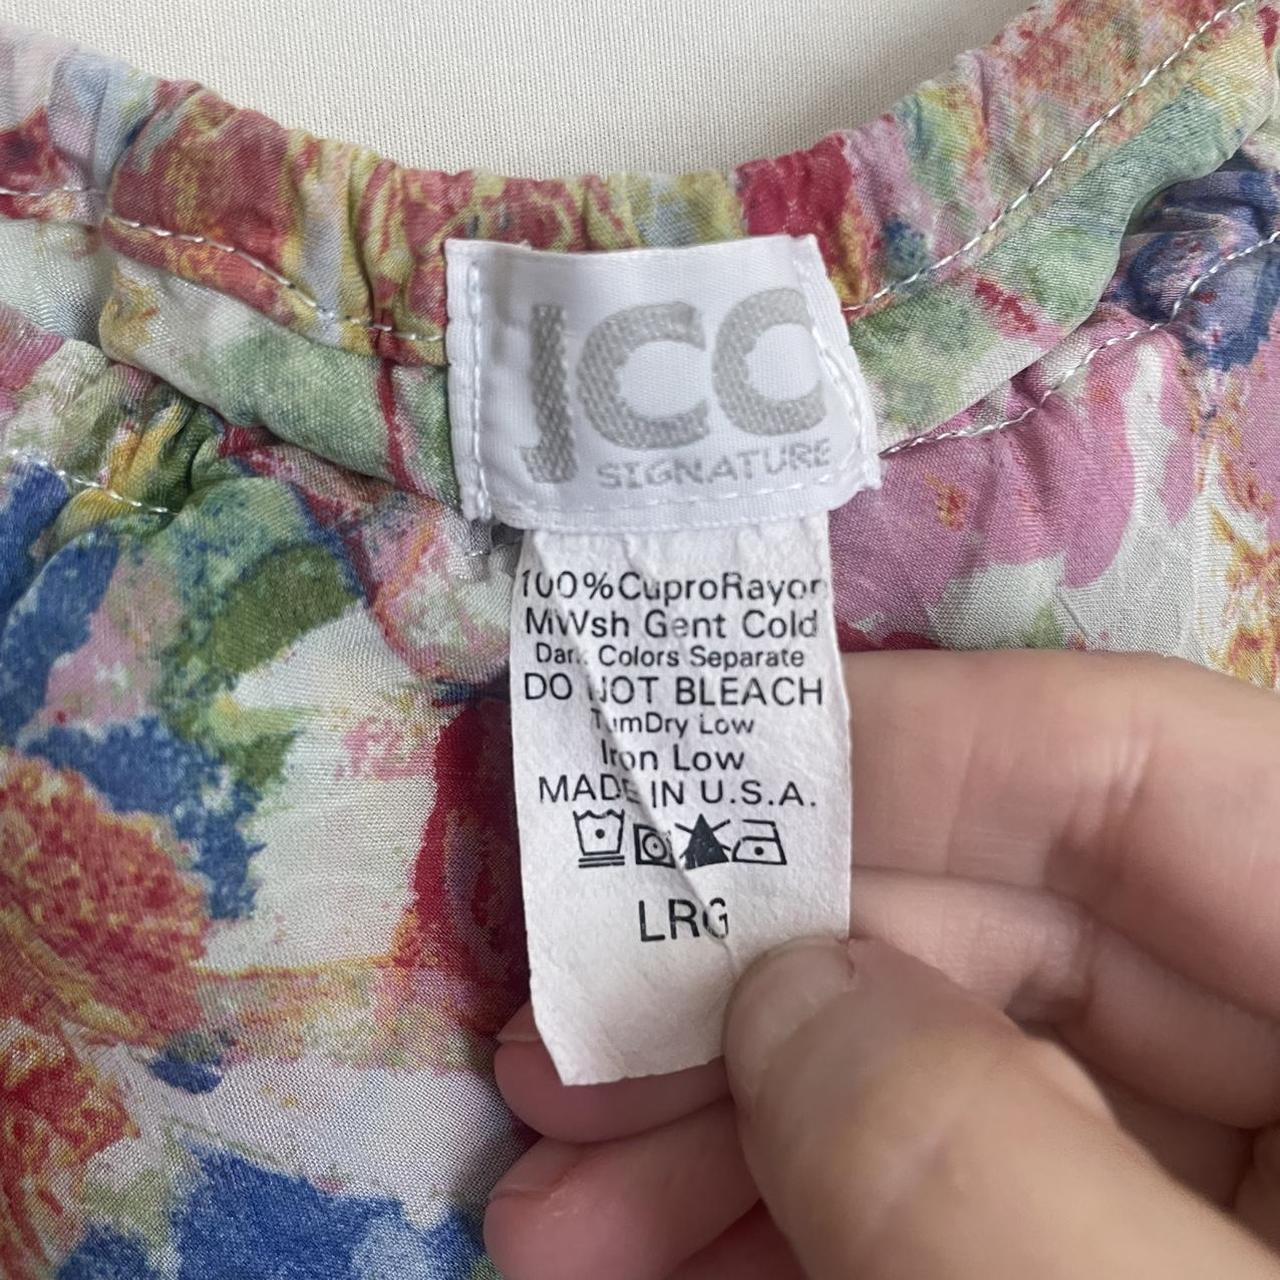 JCC
SIGNATURE
100%CuproRayon
MWsh Gent Cold
Dark Colors Separate
DO NOT BLEACH
TumDry Low
Iron Low
MADE IN U.S.A.
LRG